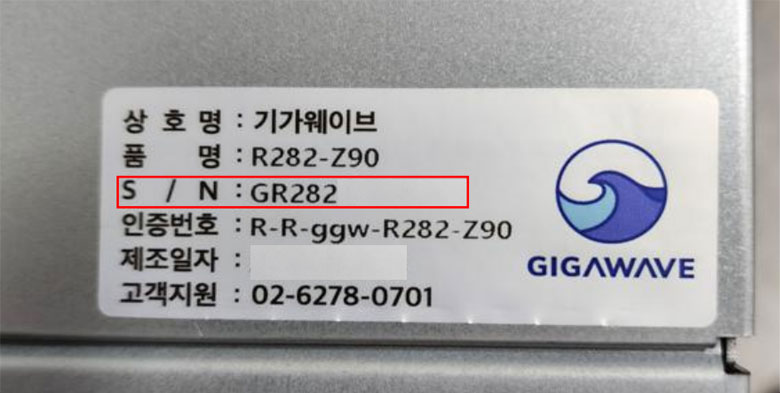 상 호 명 : 기가웨이브
품 명 : R282-Z90
S / N : GR282
인증번호 : R-R-ggw-R282-Z90
제조일자 :
고객지원 : 02-6278-0701
GIGAWAVE